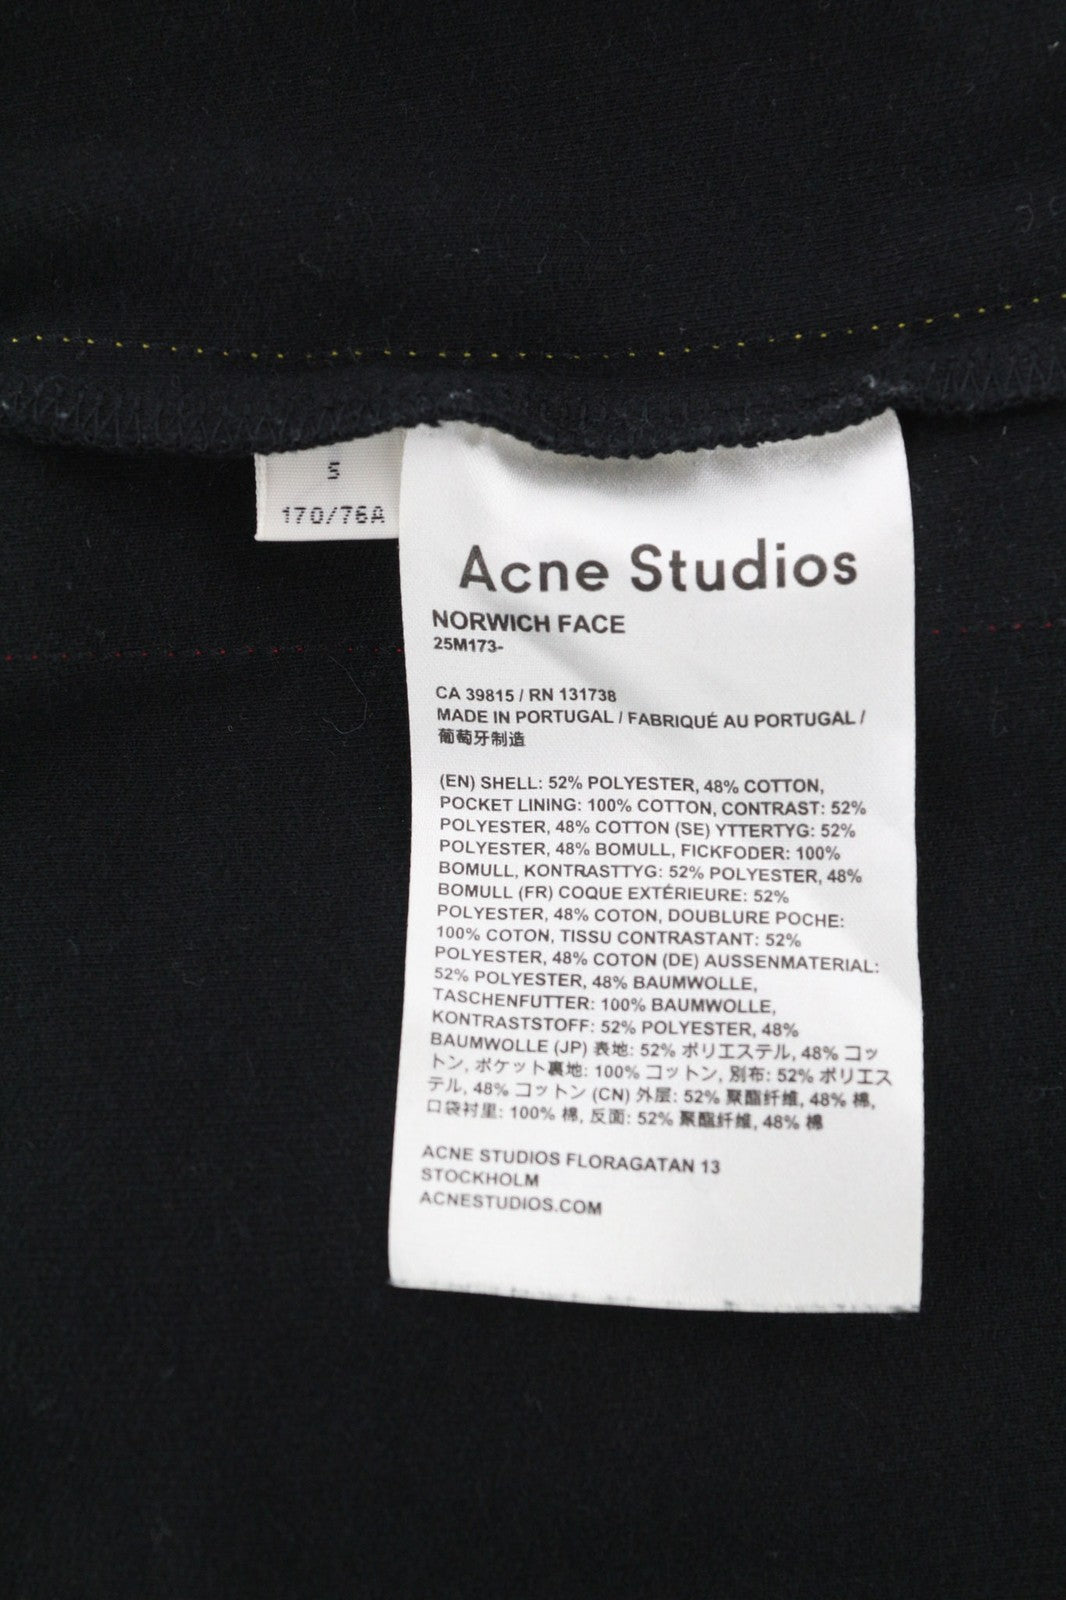 S
170/76A
Acne Studios
NORWICH FACE
25M173-
CA 39815 / RN 131738
MADE IN PORTUGAL / FABRIQUÉ AU PORTUGAL /
葡萄牙制造
(EN) SHELL: 52% POLYESTER, 48% COTTON,
POCKET LINING: 100% COTTON, CONTRAST: 52%
POLYESTER, 48% COTTON (SE) YTTERTYG: 52%
POLYESTER, 48% BOMULL, FICKFODER: 100%
BOMULL, KONTRASTTYG: 52% POLYESTER, 48%
BOMULL (FR) COQUE EXTÉRIEURE: 52%
POLYESTER, 48% COTON, DOUBLURE POCHE:
100% COTON, TISSU CONTRASTANT: 52%
POLYESTER, 48% COTON (DE) AUSSENMATERIAL:
52% POLYESTER, 48% BAUMWOLLE,
TASCHENFUTTER: 100% BAUMWOLLE,
KONTRASTSTOFF: 52% POLYESTER, 48%
BAUMWOLLE (JP) 表地: 52% ポリエステル, 48% コッ
トン, ポケット裏地: 100% コットン, 別布: 52% ポリエス
テル, 48% コットン (CN) 外层: 52% 聚酯纤维, 48% 棉,
口袋衬里: 100% 棉, 反面: 52% 聚酯纤维, 48% 棉
ACNE STUDIOS FLORAGATAN 13
STOCKHOLM
ACNESTUDIOS.COM